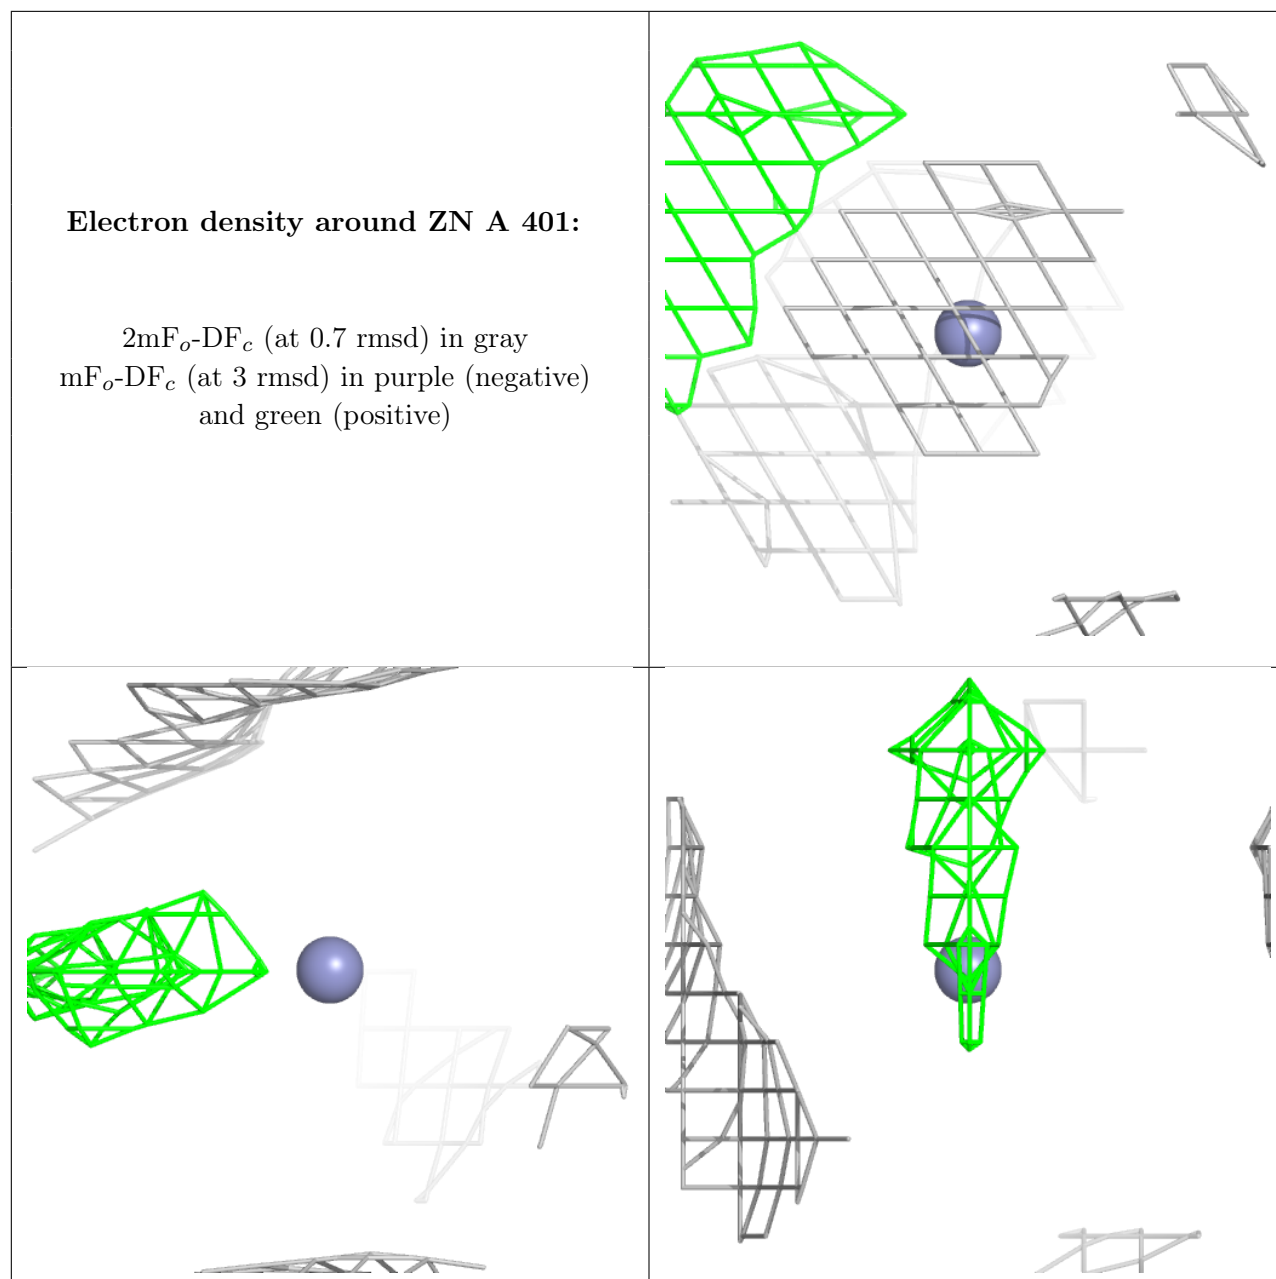 Electron density around ZN A 401:
2mFo-DFc (at 0.7 rmsd) in gray
mFo-DFc (at 3 rmsd) in purple (negative)
and green (positive)